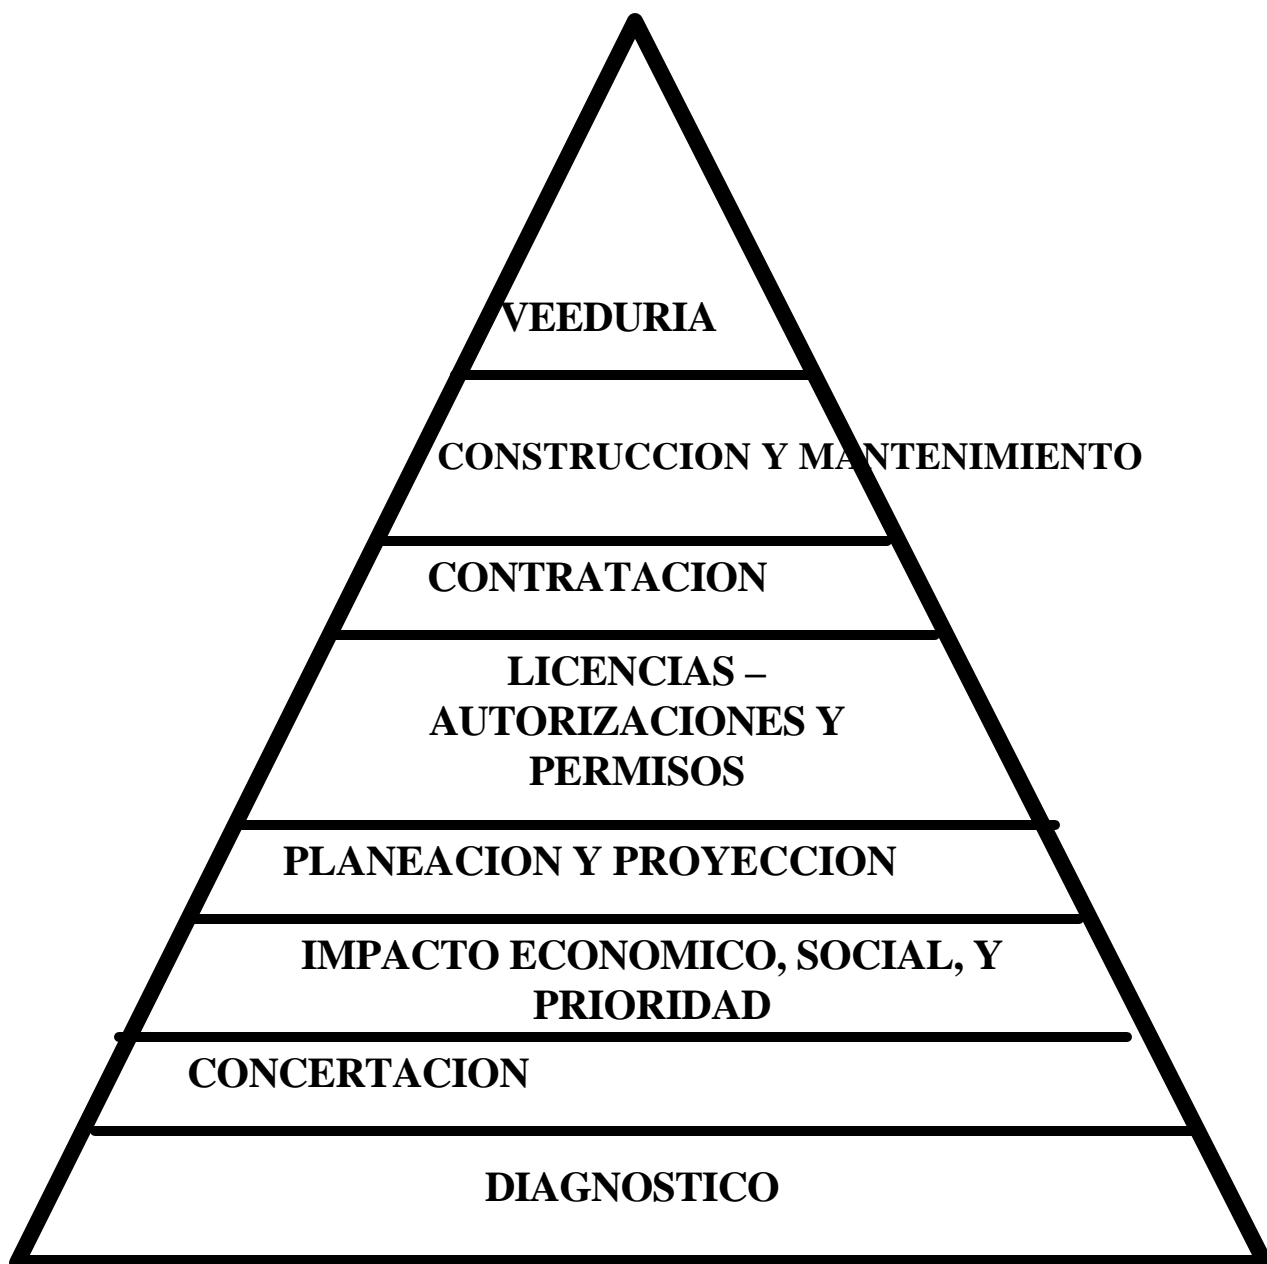 VEEDURIA
CONSTRUCCION Y MANTENIMIENTO
CONTRATACION
LICENCIAS –
AUTORIZACIONES Y
PERMISOS
PLANEACION Y PROYECCION
IMPACTO ECONOMICO, SOCIAL, Y
PRIORIDAD
CONCERTACION
DIAGNOSTICO